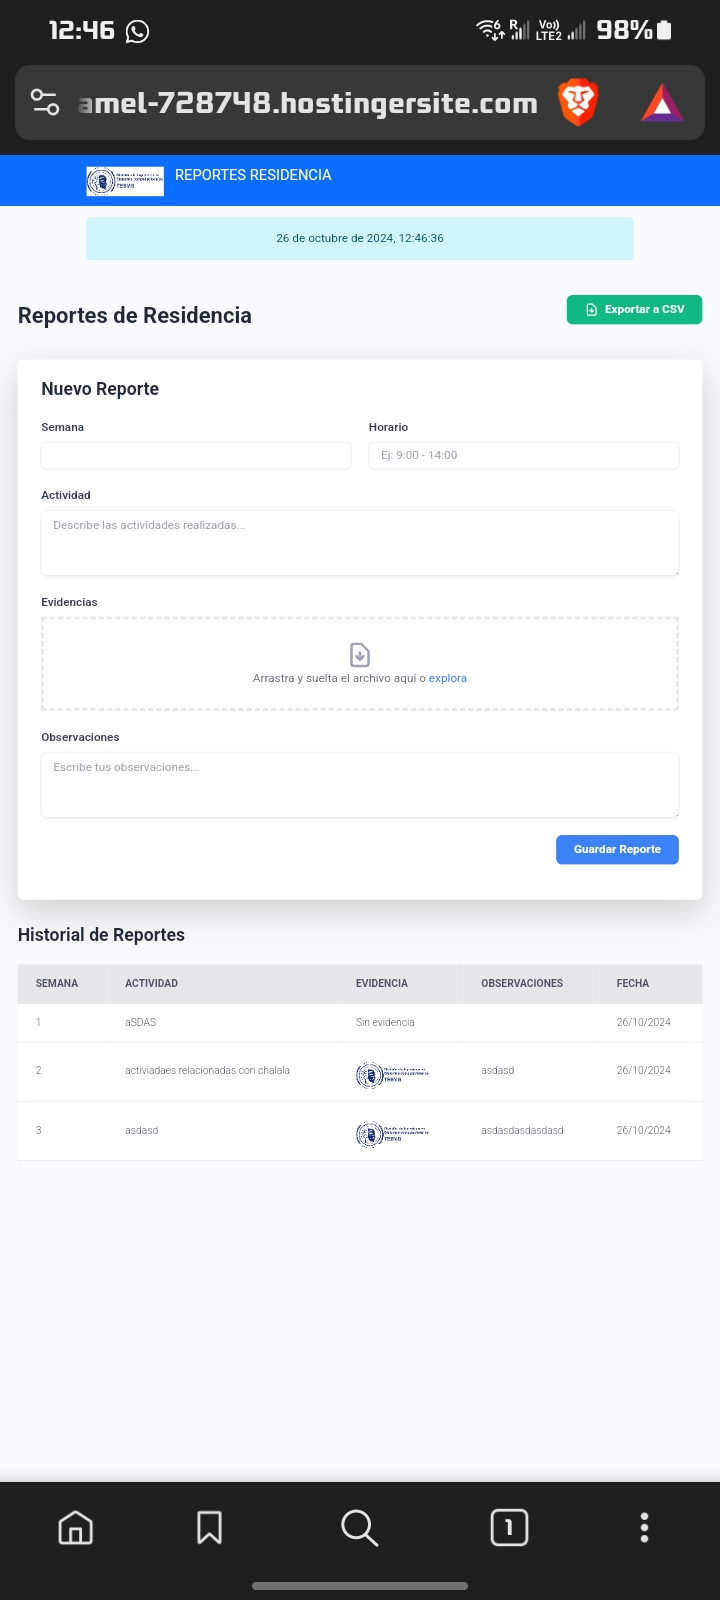 12:46
R
Vo))
LTE2
98%
amel-728748.hostingersite.com
TESVG
REPORTES RESIDENCIA
26 de octubre de 2024, 12:46:36
Reportes de Residencia
Exportar a CSV
Nuevo Reporte
Semana
Horario
Ej: 9:00 - 14:00
Actividad
Describe las actividades realizadas...
Evidencias
Arrastra y suelta el archivo aquí o explora
Observaciones
Escribe tus observaciones...
Guardar Reporte
Historial de Reportes
SEMANA ACTIVIDAD EVIDENCIA OBSERVACIONES FECHA
1 aSDAS Sin evidencia 26/10/2024
2 activiadaes relacionadas con chalala TESVG asdasd 26/10/2024
3 asdasd TESVG asdasdasdasdasd 26/10/2024
1